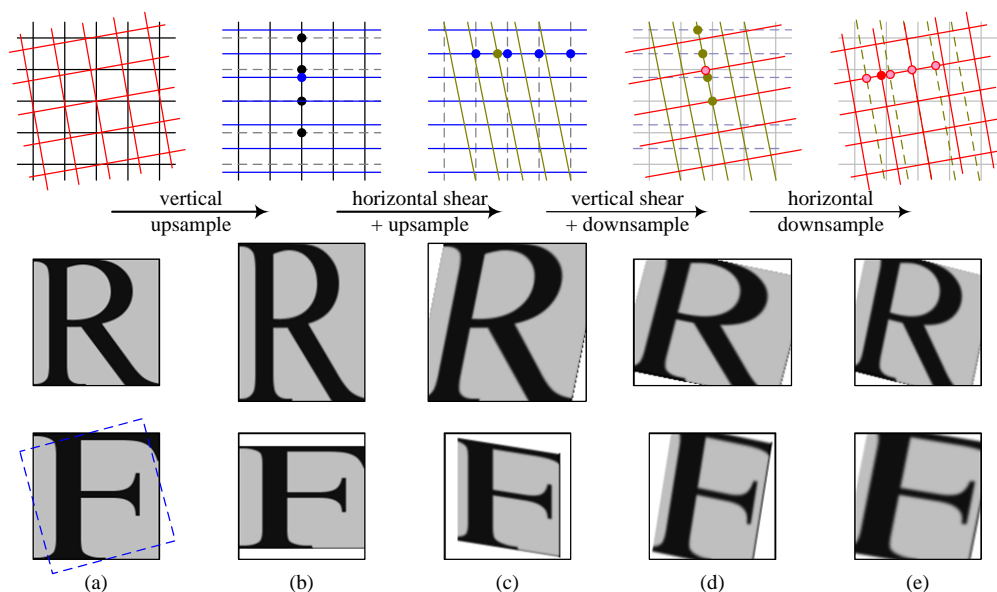 vertical
upsample
horizontal shear
+ upsample
vertical shear
+ downsample
horizontal
downsample
R R R R R
F F F F F
(a) (b) (c) (d) (e)